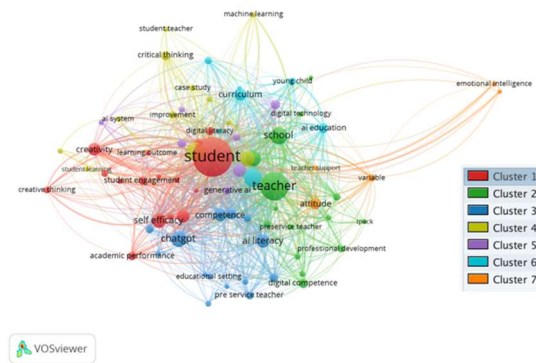 machine learning
student teacher
critical thinking
young child
emotional intelligence
case study
curriculum
digital technology
ai system
improvement
digital literacy
school
ai education
creativity
learning outcome
student
teacher support
student learning
student engagement
teacher
variable
creative thinking
generative ai
attitude
self efficacy
competence
tpack
preservice teacher
chatgpt
ai literacy
professional development
academic performance
educational setting
digital competence
pre service teacher
Cluster 1
Cluster 2
Cluster 3
Cluster 4
Cluster 5
Cluster 6
Cluster 7
VOSviewer